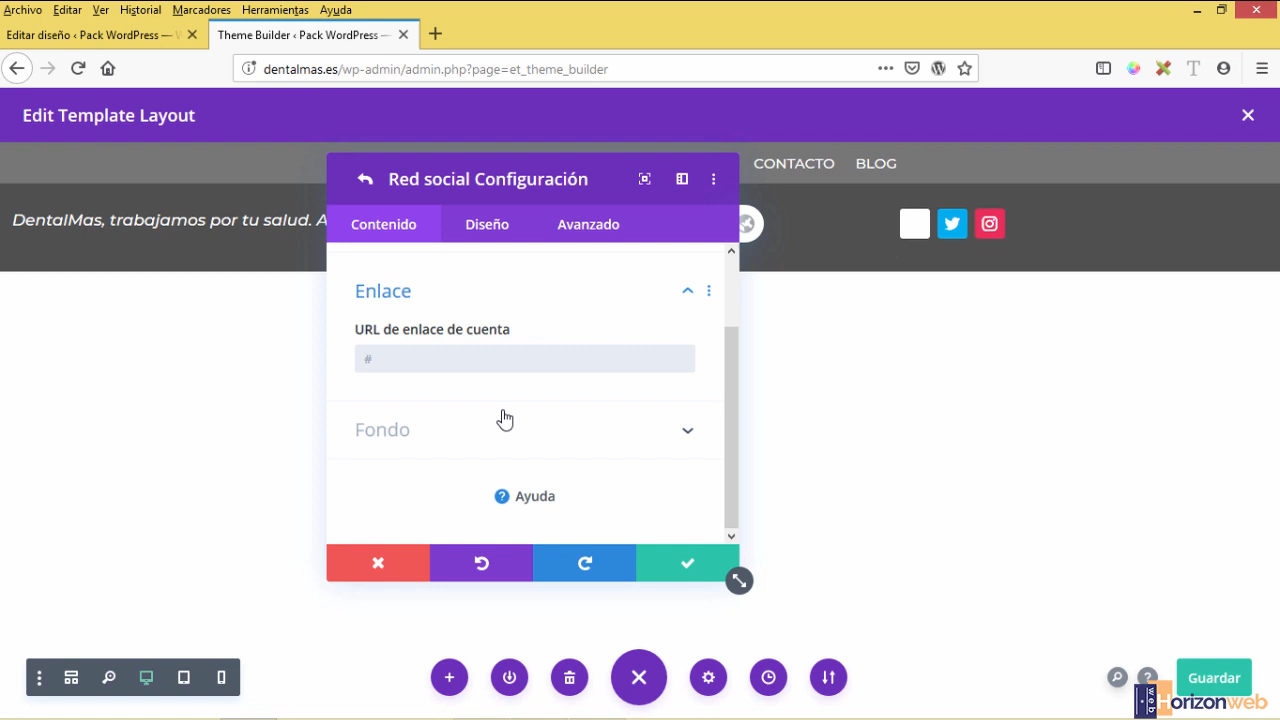 Archivo Editar Ver Historial Marcadores Herramientas Ayuda
Editar diseño ‹ Pack WordPress — W
Theme Builder ‹ Pack WordPress —
dentalmas.es/wp-admin/admin.php?page=et_theme_builder
Edit Template Layout
CONTACTO BLOG
DentalMas, trabajamos por tu salud. A
Red social Configuración
Contenido Diseño Avanzado
Enlace
URL de enlace de cuenta
#
Fondo
Ayuda
Guardar
web Horizonweb